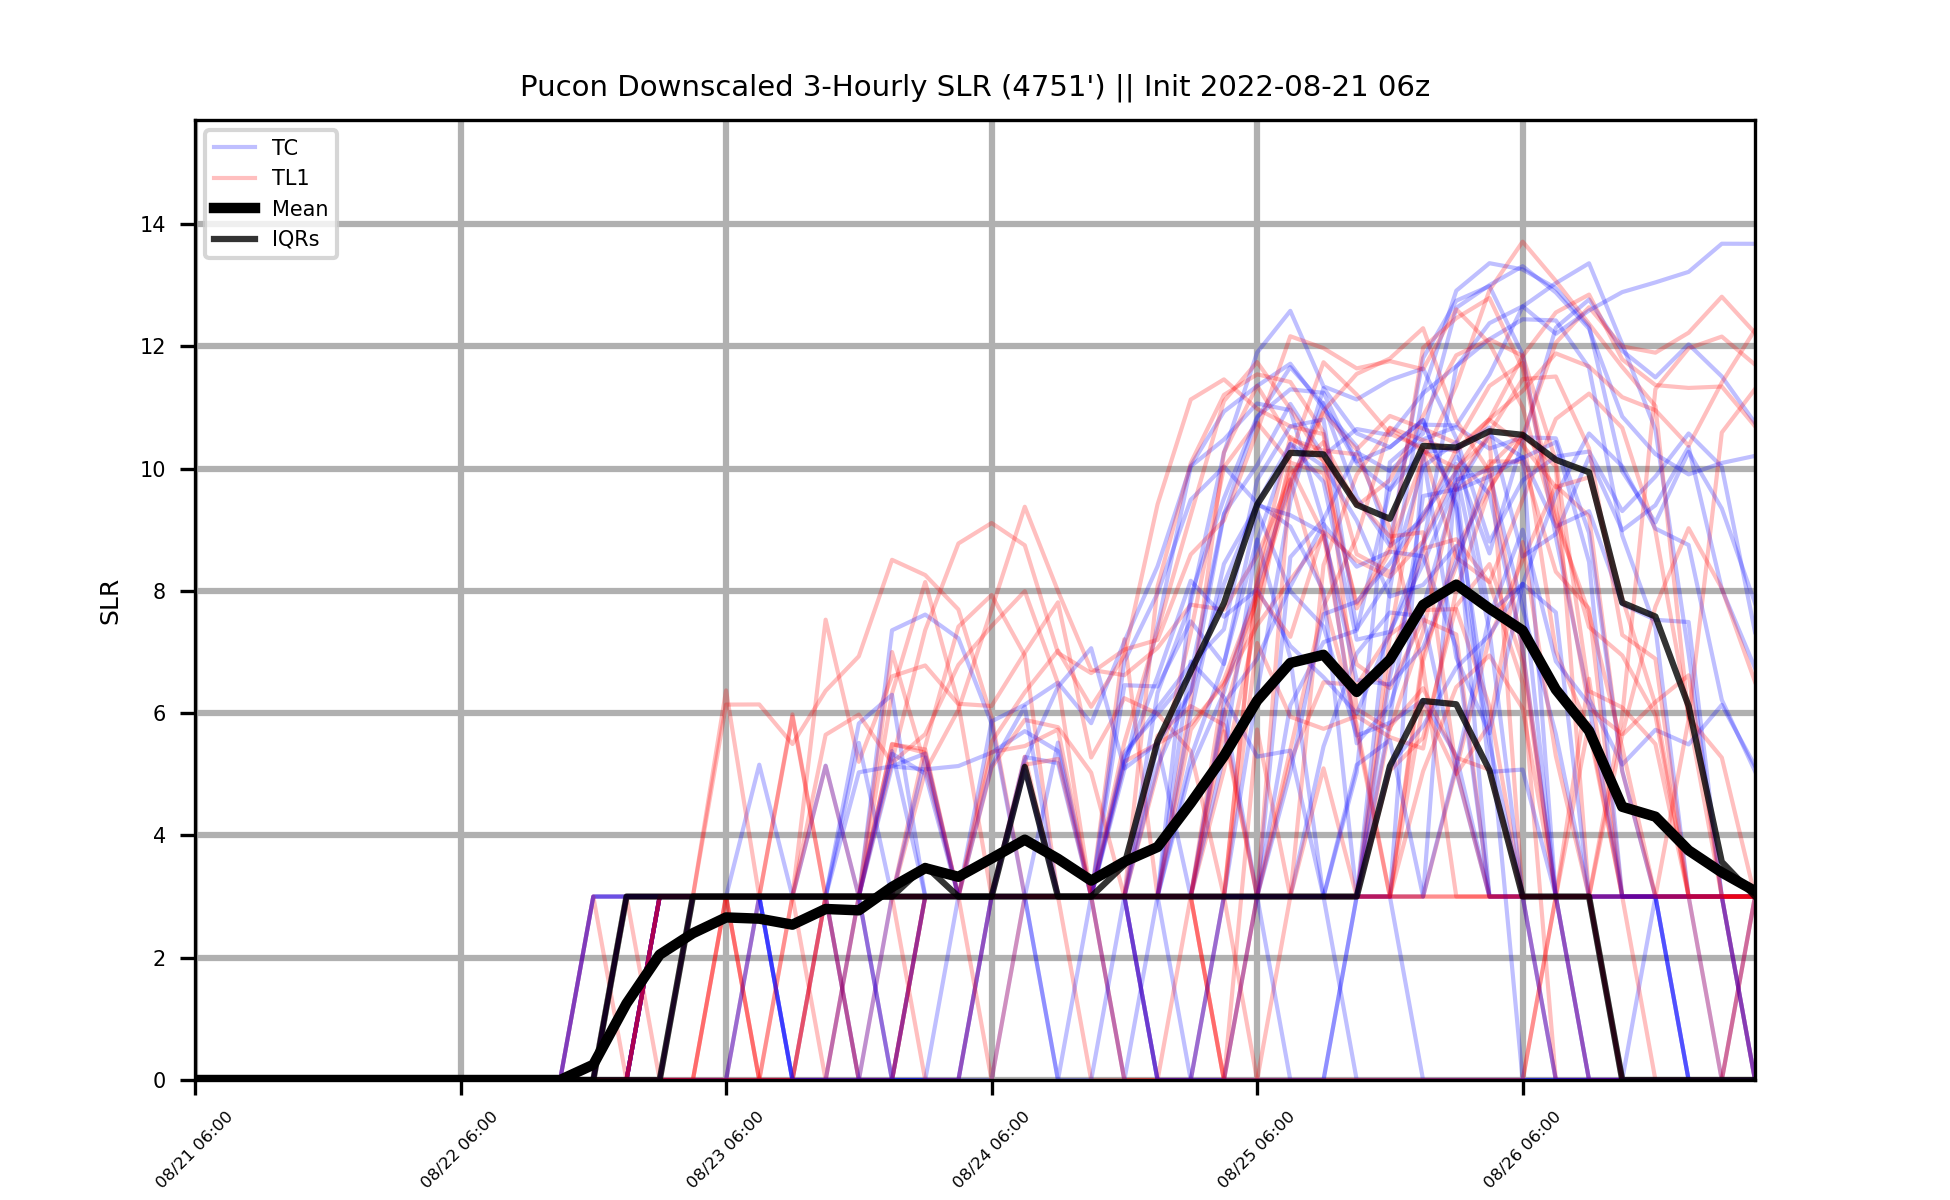 Pucon Downscaled 3-Hourly SLR (4751') || Init 2022-08-21 06z
TC
TL1
Mean
IQRs
SLR
14
12
10
8
6
4
2
0
08/21 06:00
08/22 06:00
08/23 06:00
08/24 06:00
08/25 06:00
08/26 06:00